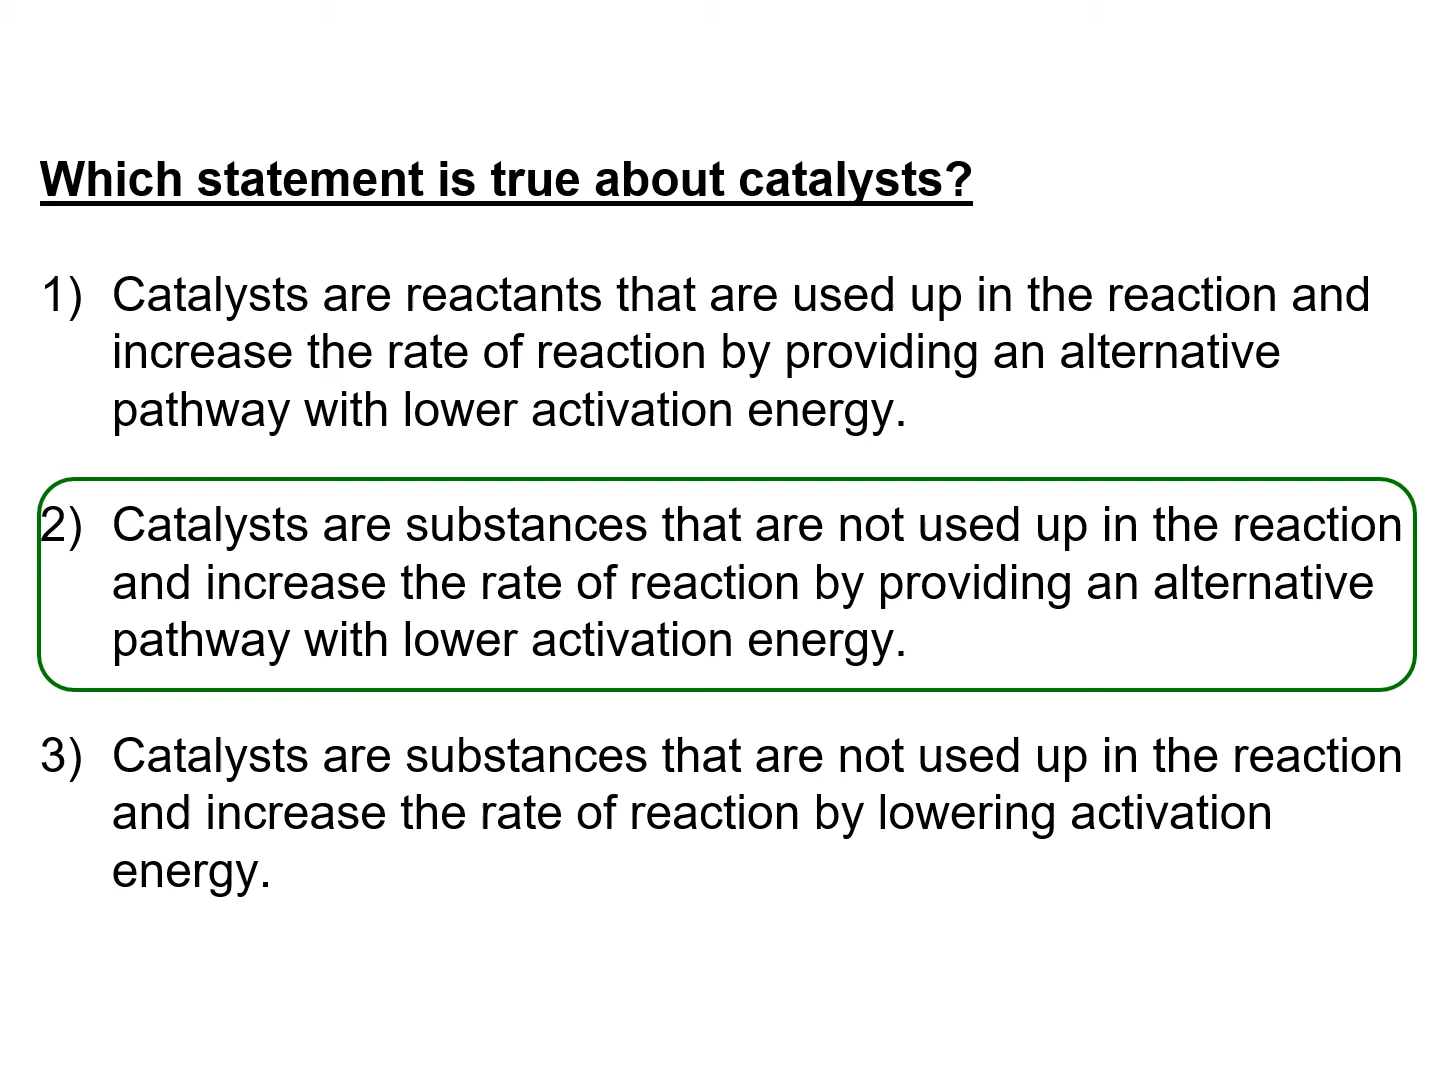 Which statement is true about catalysts?
1) Catalysts are reactants that are used up in the reaction and
increase the rate of reaction by providing an alternative
pathway with lower activation energy.
2) Catalysts are substances that are not used up in the reaction
and increase the rate of reaction by providing an alternative
pathway with lower activation energy.
3) Catalysts are substances that are not used up in the reaction
and increase the rate of reaction by lowering activation
energy.